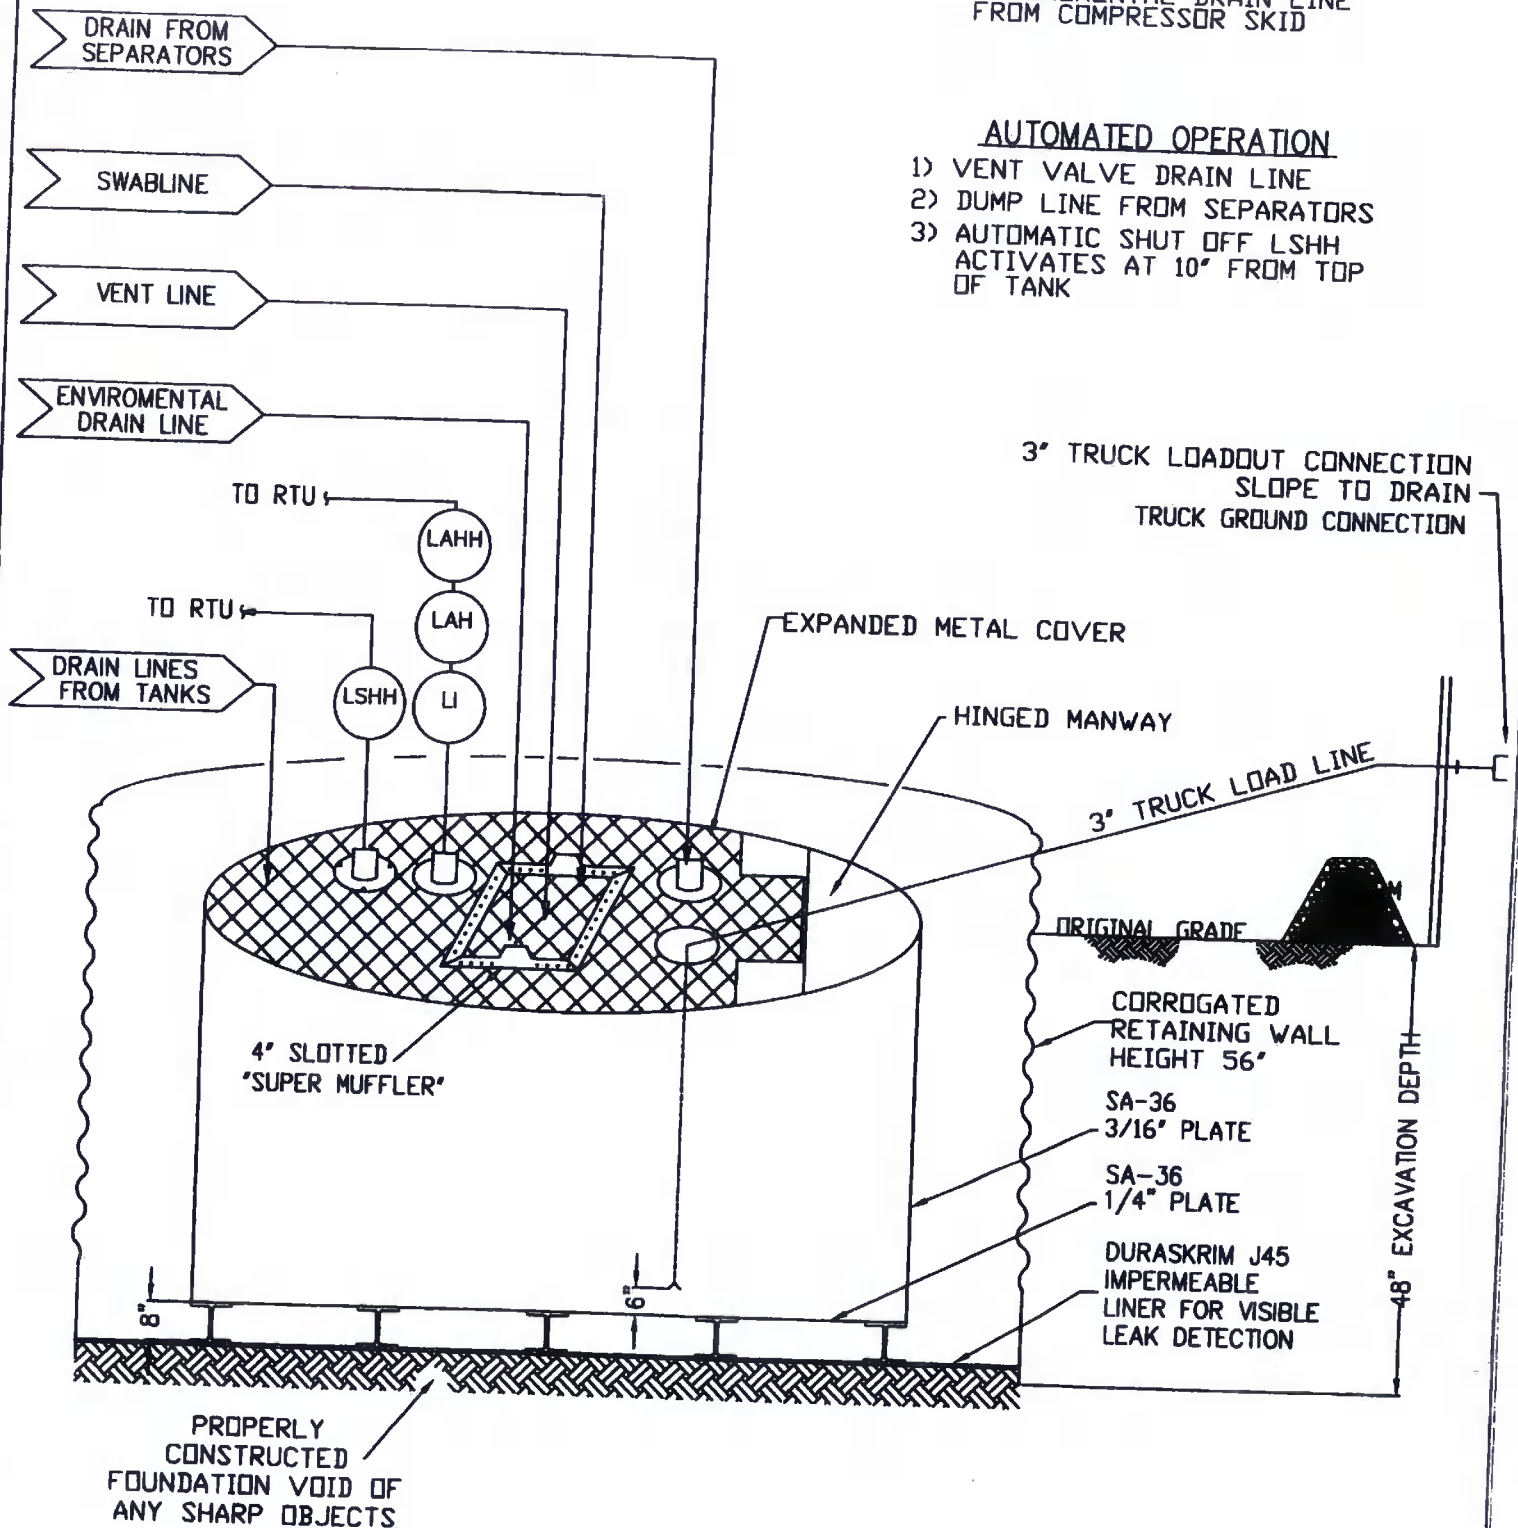 DRAIN LINE
FROM COMPRESSOR SKID
DRAIN FROM
SEPARATORS
AUTOMATED OPERATION
1) VENT VALVE DRAIN LINE
2) DUMP LINE FROM SEPARATORS
3) AUTOMATIC SHUT OFF LSHH
ACTIVATES AT 10" FROM TOP
OF TANK
SWABLINE
VENT LINE
ENVIROMENTAL
DRAIN LINE
TO RTU
LAHH
LAH
LI
TO RTU
LSHH
DRAIN LINES
FROM TANKS
3" TRUCK LOADOUT CONNECTION
SLOPE TO DRAIN
TRUCK GROUND CONNECTION
EXPANDED METAL COVER
HINGED MANWAY
3" TRUCK LOAD LINE
M
ORIGINAL GRADE
4" SLOTTED
"SUPER MUFFLER"
CORROGATED
RETAINING WALL
HEIGHT 56"
SA-36
3/16" PLATE
SA-36
1/4" PLATE
DURASKRIM J45
IMPERMEABLE
LINER FOR VISIBLE
LEAK DETECTION
48" EXCAVATION DEPTH
8"
6"
PROPERLY
CONSTRUCTED
FOUNDATION VOID OF
ANY SHARP OBJECTS